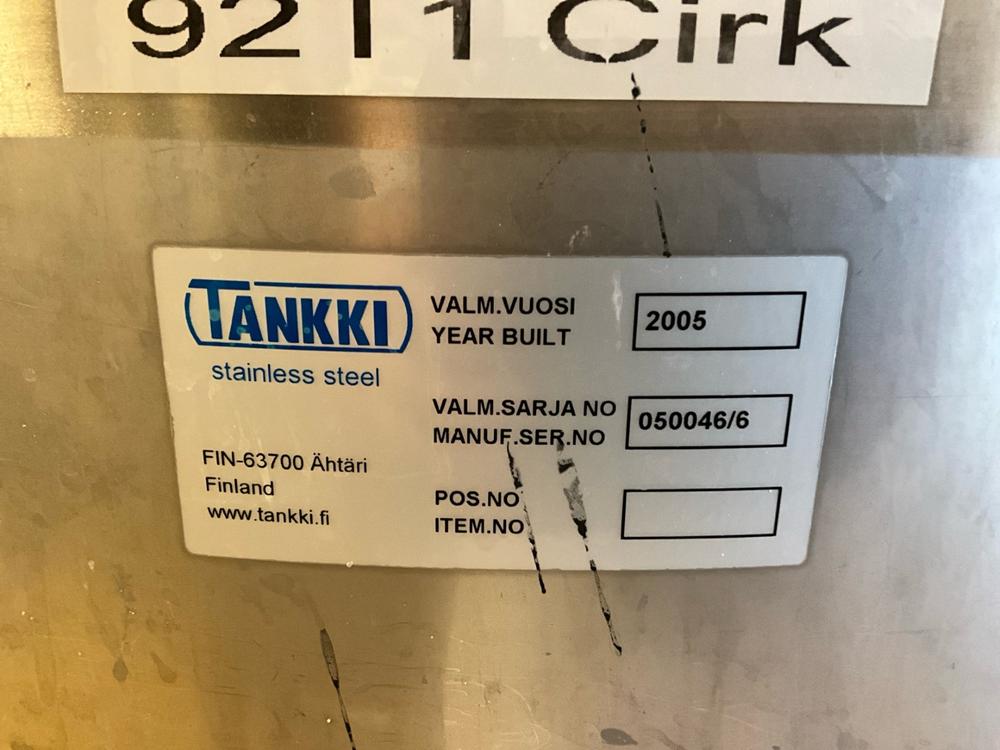 9211 Cirk
TANKKI
stainless steel
FIN-63700 Ähtäri
Finland
www.tankki.fi
VALM.VUOSI
YEAR BUILT
2005
VALM.SARJA NO
MANUF.SER.NO
050046/6
POS.NO
ITEM.NO